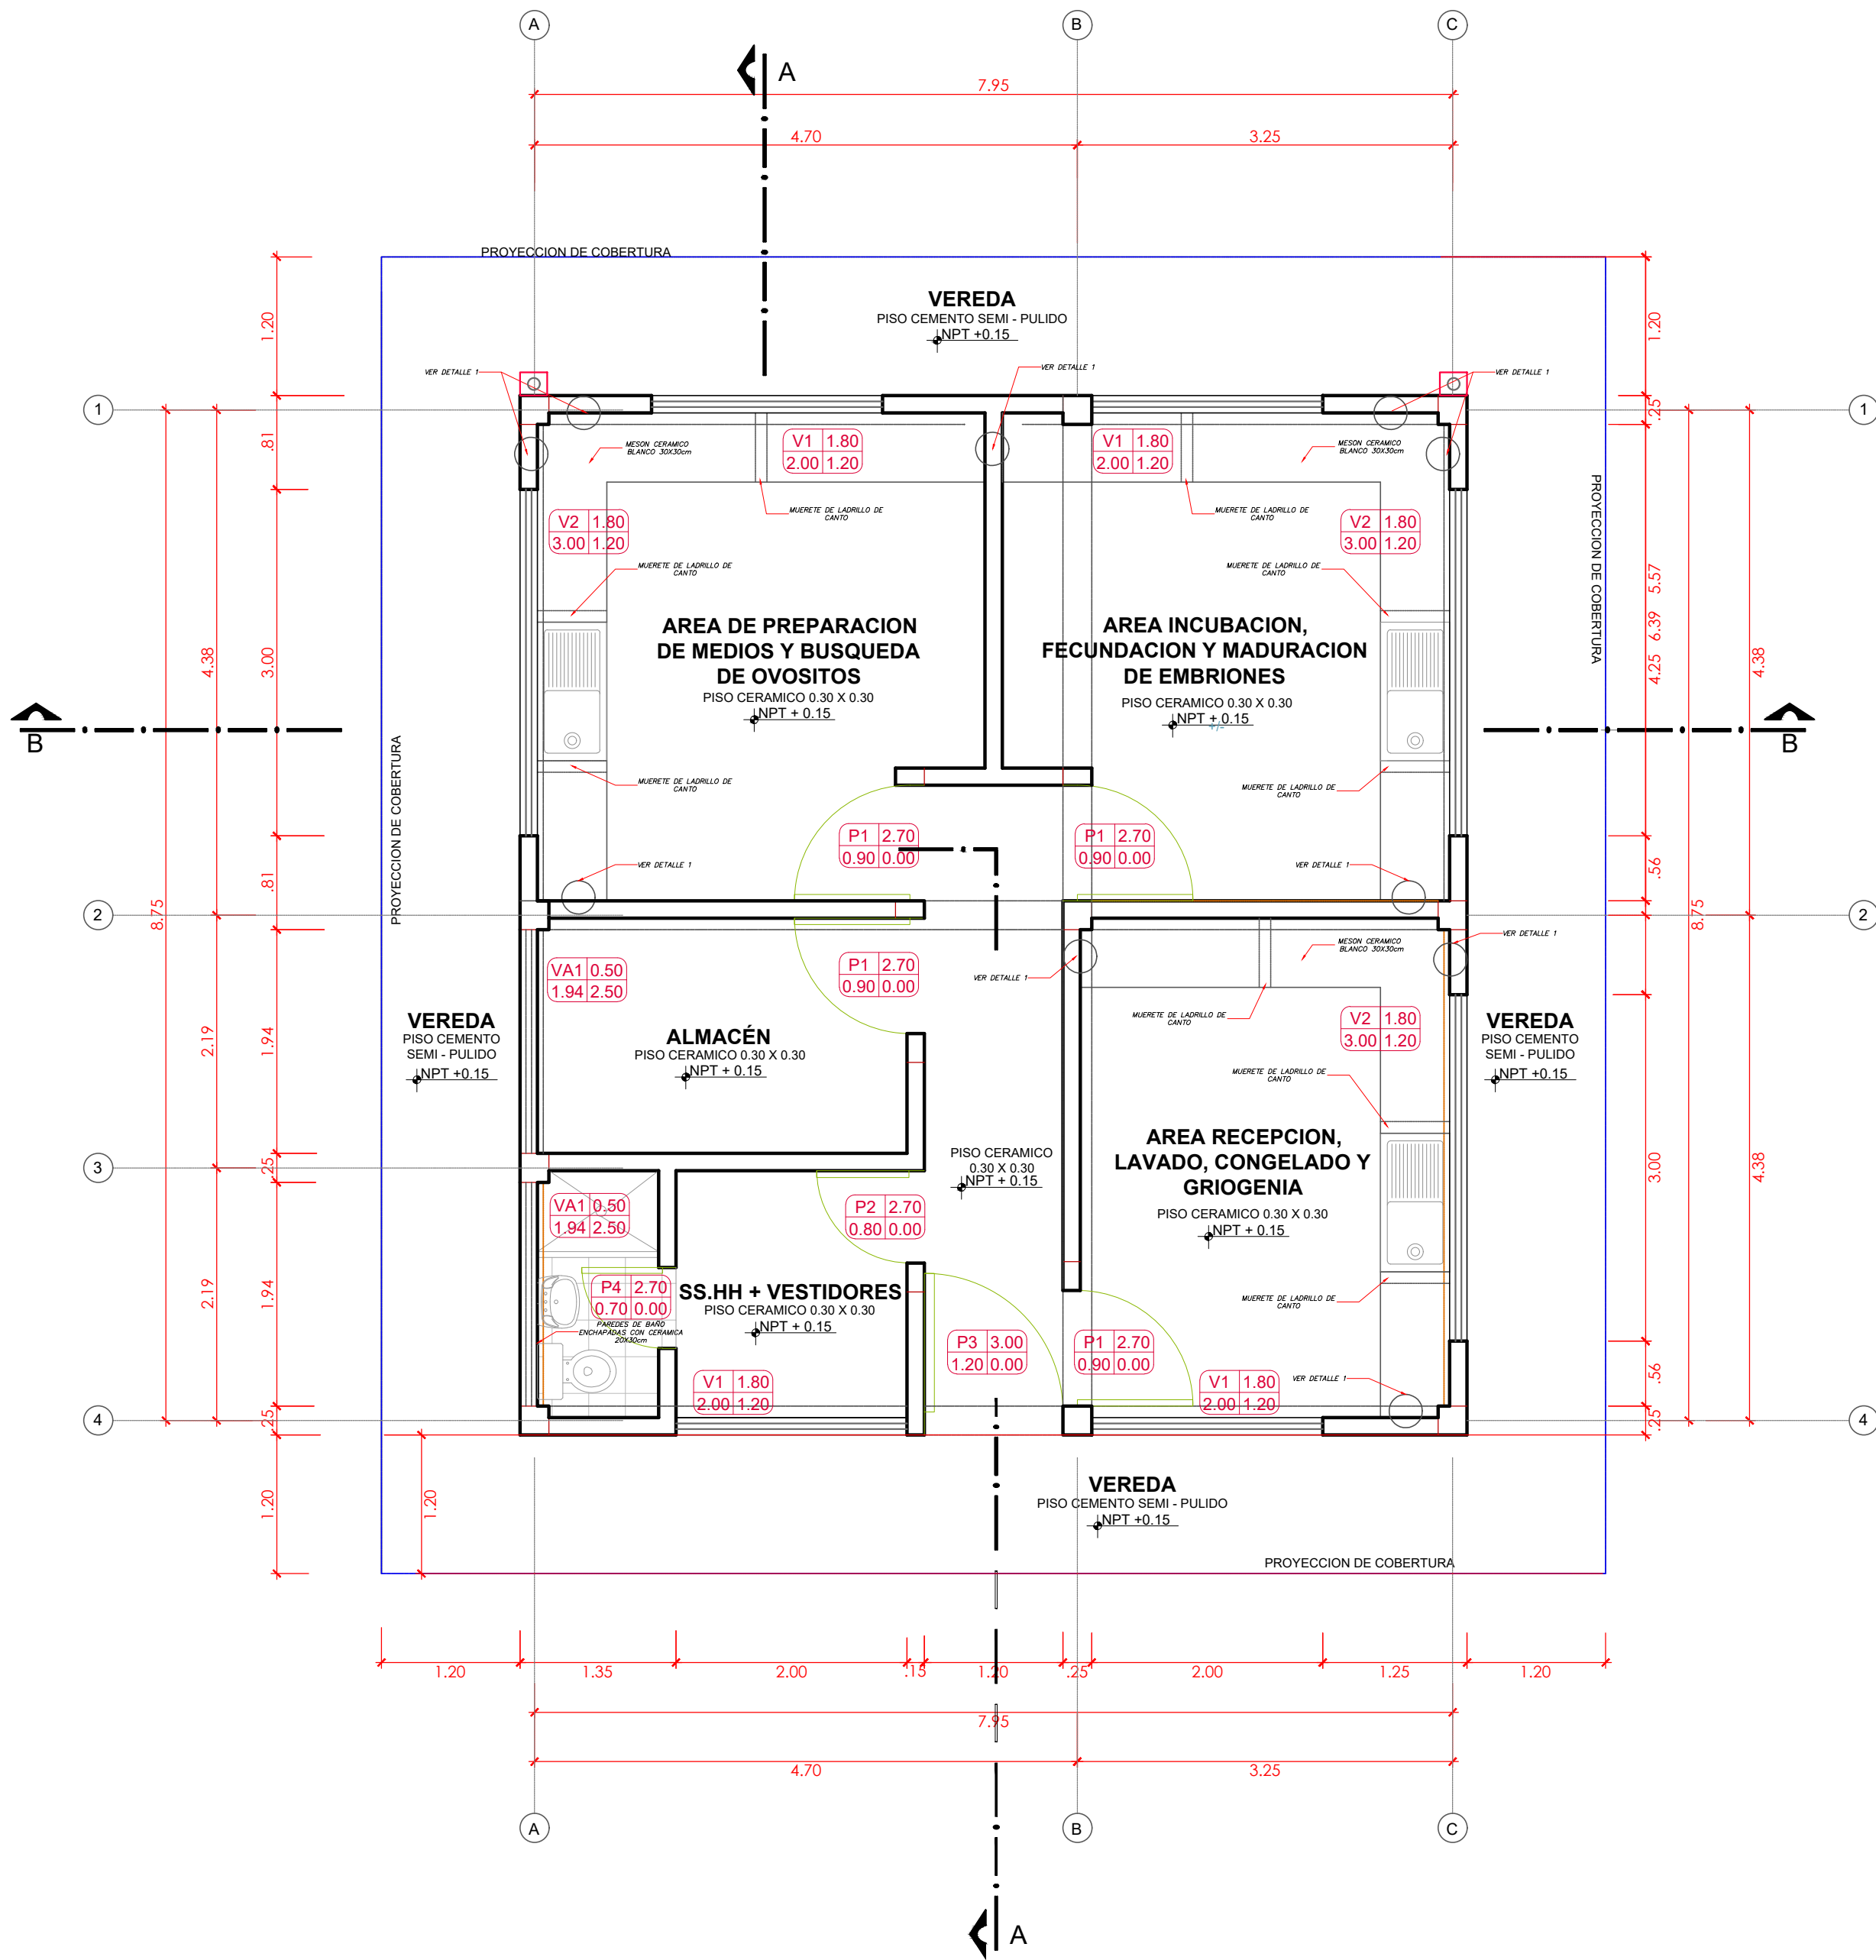 A
B
C
A
7.95
4.70
3.25
PROYECCION DE COBERTURA
VEREDA
PISO CEMENTO SEMI - PULIDO
NPT +0.15
1.20
1.20
VER DETALLE 1
VER DETALLE 1
VER DETALLE 1
1
1
.81
.25
MESON CERAMICO
BLANCO 30X30cm
V1 1.80
2.00 1.20
V1 1.80
2.00 1.20
MESON CERAMICO
BLANCO 30X30cm
MUERETE DE LADRILLO DE
CANTO
MUERETE DE LADRILLO DE
CANTO
V2 1.80
3.00 1.20
V2 1.80
3.00 1.20
PROYECCION DE COBERTURA
MUERETE DE LADRILLO DE
CANTO
MUERETE DE LADRILLO DE
CANTO
AREA DE PREPARACION
DE MEDIOS Y BUSQUEDA
DE OVOSITOS
PISO CERAMICO 0.30 X 0.30
NPT + 0.15
AREA INCUBACION,
FECUNDACION Y MADURACION
DE EMBRIONES
PISO CERAMICO 0.30 X 0.30
NPT + 0.15
+/-
4.38
3.00
4.25 6.39 5.57
4.38
B
B
PROYECCION DE COBERTURA
MUERETE DE LADRILLO DE
CANTO
MUERETE DE LADRILLO DE
CANTO
P1 2.70
0.90 0.00
P1 2.70
0.90 0.00
VER DETALLE 1
VER DETALLE 1
.81
.56
2
2
8.75
8.75
P1 2.70
0.90 0.00
VER DETALLE 1
MESON CERAMICO
BLANCO 30X30cm
VER DETALLE 1
VA1 0.50
1.94 2.50
MUERETE DE LADRILLO DE
CANTO
V2 1.80
3.00 1.20
VEREDA
PISO CEMENTO
SEMI - PULIDO
NPT +0.15
ALMACÉN
PISO CERAMICO 0.30 X 0.30
NPT + 0.15
VEREDA
PISO CEMENTO
SEMI - PULIDO
NPT +0.15
2.19
1.94
MUERETE DE LADRILLO DE
CANTO
AREA RECEPCION,
LAVADO, CONGELADO Y
GRIOGENIA
PISO CERAMICO 0.30 X 0.30
NPT + 0.15
PISO CERAMICO
0.30 X 0.30
NPT + 0.15
3
.25
3.00
4.38
VA1 0.50
1.94 2.50
P2 2.70
0.80 0.00
P4 2.70
0.70 0.00
SS.HH + VESTIDORES
PISO CERAMICO 0.30 X 0.30
NPT + 0.15
PAREDES DE BAÑO
ENCHAPADAS CON CERAMICA
20X30cm
MUERETE DE LADRILLO DE
CANTO
2.19
1.94
P3 3.00
1.20 0.00
P1 2.70
0.90 0.00
V1 1.80
2.00 1.20
V1 1.80
2.00 1.20
VER DETALLE 1
.56
4
.25
.25
4
1.20
1.20
VEREDA
PISO CEMENTO SEMI - PULIDO
NPT +0.15
PROYECCION DE COBERTURA
1.20
1.35
2.00
.15
1.20
.25
2.00
1.25
1.20
7.95
4.70
3.25
A
B
C
A